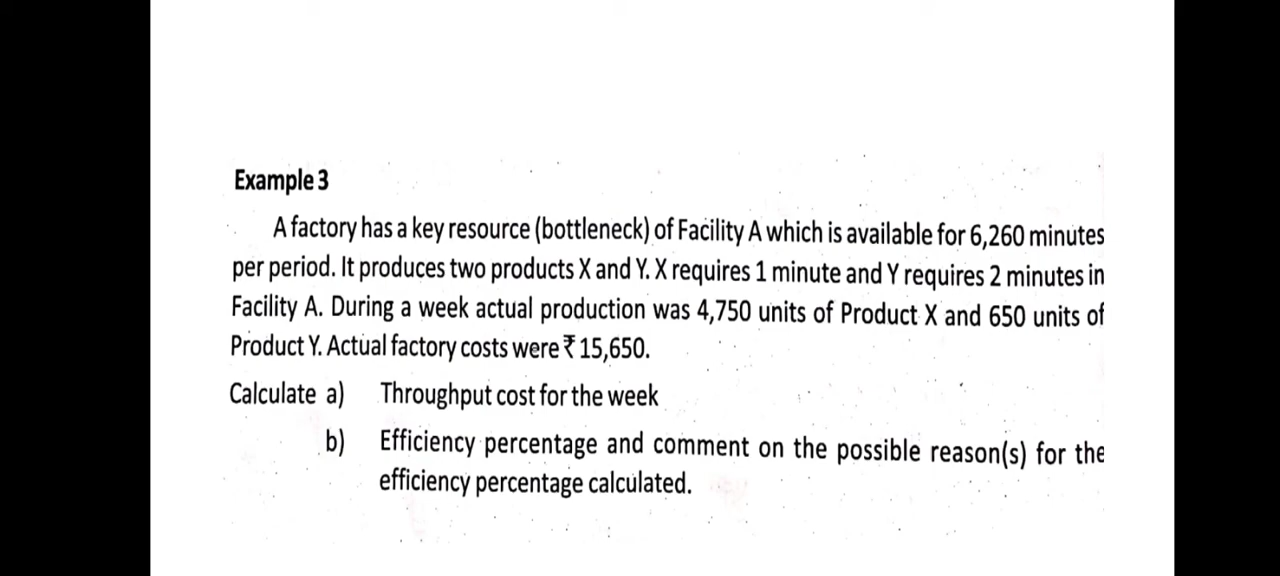 Example 3
A factory has a key resource (bottleneck) of Facility A which is available for 6,260 minutes
per period. It produces two products X and Y. X requires 1 minute and Y requires 2 minutes in
Facility A. During a week actual production was 4,750 units of Product X and 650 units of
Product Y. Actual factory costs were ₹ 15,650.
Calculate a) Throughput cost for the week
b) Efficiency percentage and comment on the possible reason(s) for the
efficiency percentage calculated.